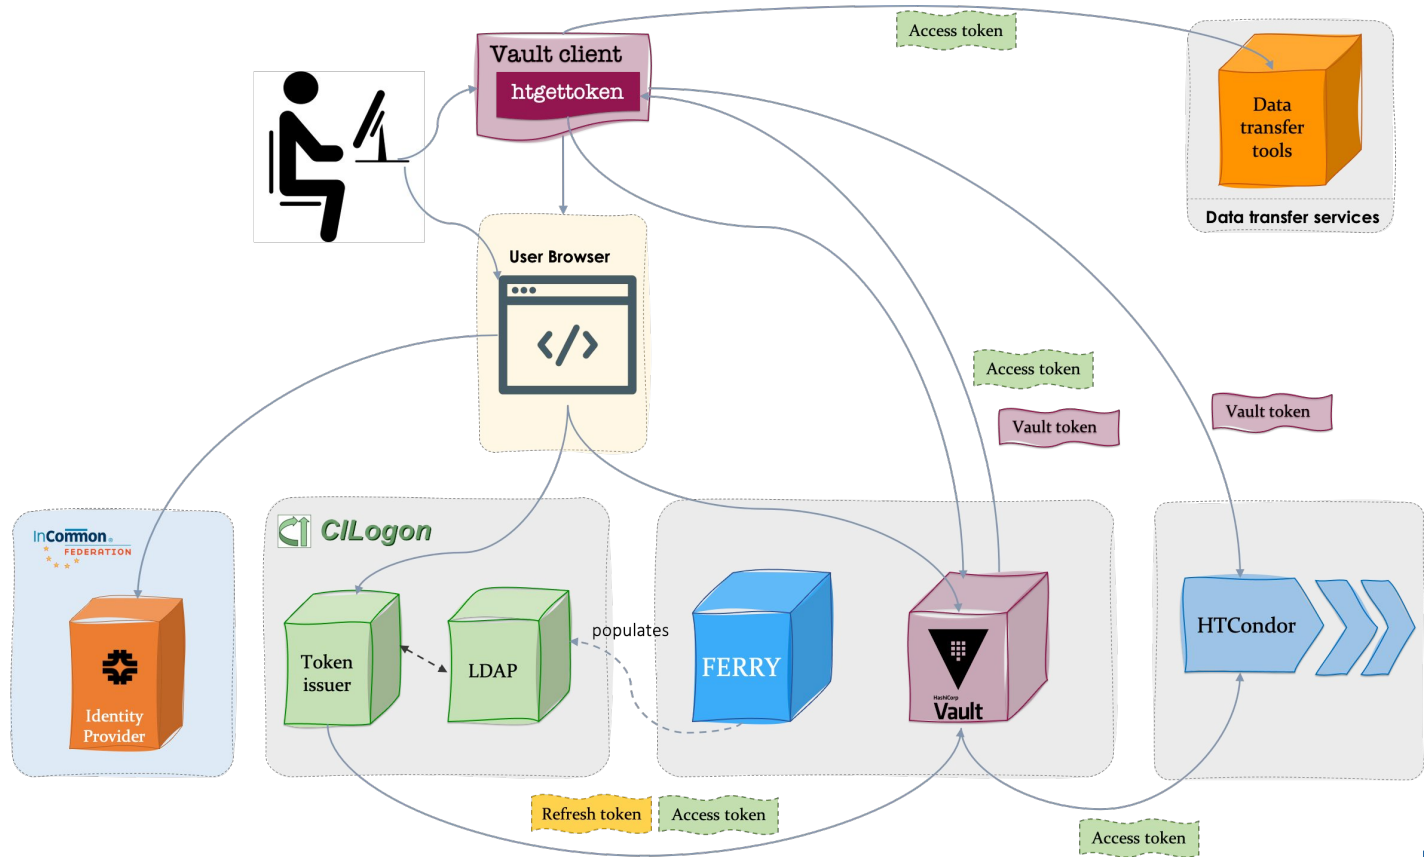 Access token
Vault client
htgettoken
Data
transfer
tools
Data transfer services
User Browser
</>
Access token
Vault token
Vault token
InCommon®
FEDERATION
CILogon
populates
Token
issuer
LDAP
FERRY
HashiCorp
Vault
HTCondor
Identity
Provider
Refresh token
Access token
Access token